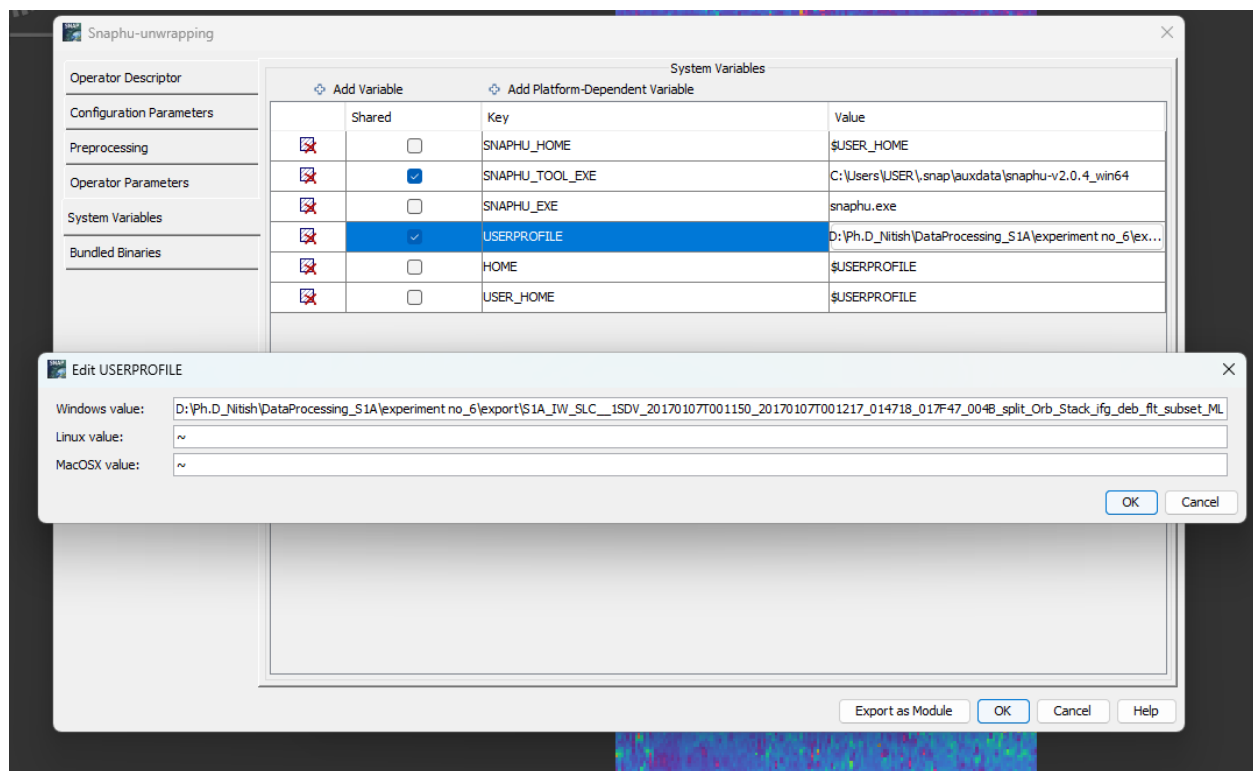 SNAP
Snaphu-unwrapping
Operator Descriptor
Configuration Parameters
Preprocessing
Operator Parameters
System Variables
Bundled Binaries
System Variables
Add Variable Add Platform-Dependent Variable
Shared Key Value
SNAPHU_HOME $USER_HOME
SNAPHU_TOOL_EXE C:\Users\USER\.snap\auxdata\snaphu-v2.0.4_win64
SNAPHU_EXE snaphu.exe
USERPROFILE D:\Ph.D_Nitish\DataProcessing_S1A\experiment no_6\ex...
HOME $USERPROFILE
USER_HOME $USERPROFILE
SNAP
Edit USERPROFILE
Windows value: D:\Ph.D_Nitish\DataProcessing_S1A\experiment no_6\export\S1A_IW_SLC__1SDV_20170107T001150_20170107T001217_014718_017F47_004B_split_Orb_Stack_ifg_deb_flt_subset_ML
Linux value: ~
MacOSX value: ~
OK Cancel
Export as Module OK Cancel Help